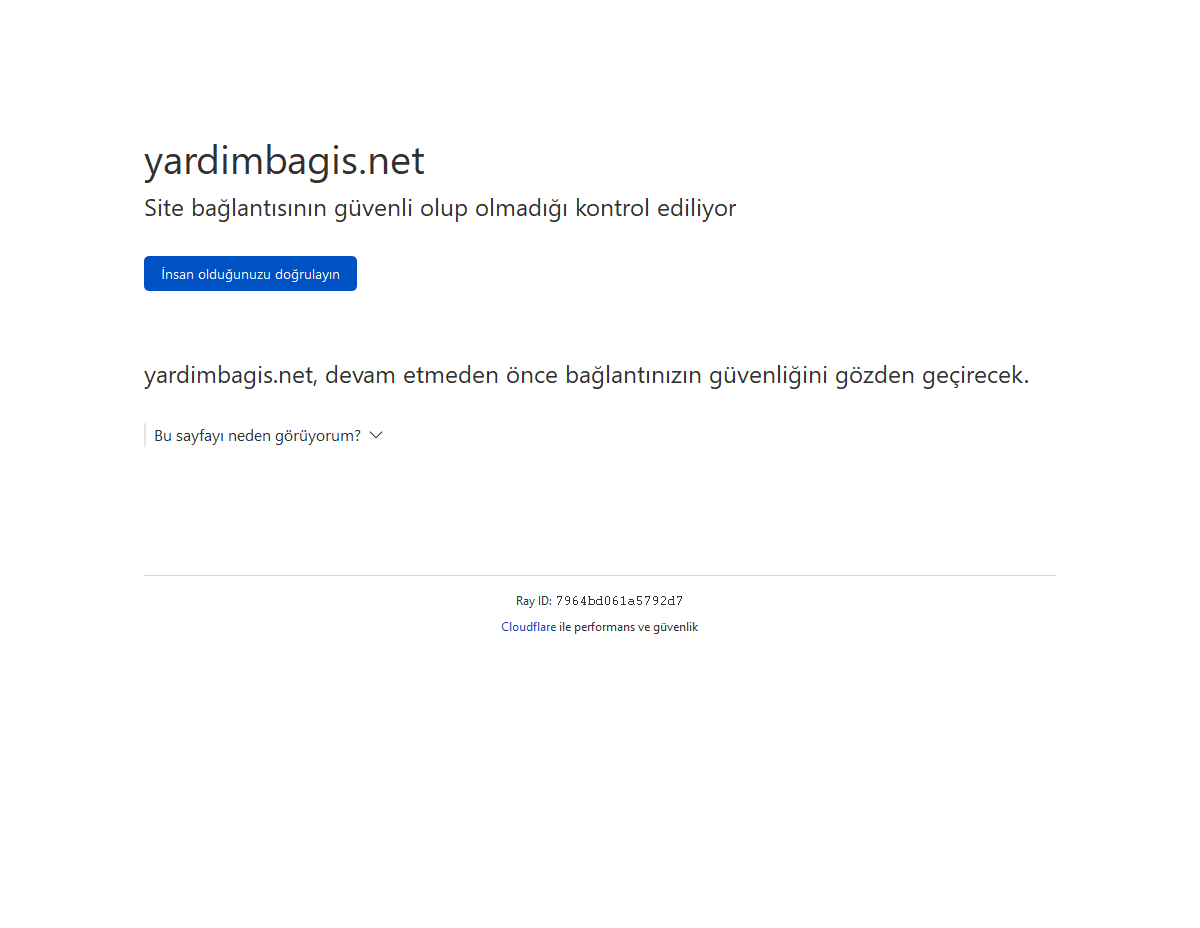 yardimbagis.net
Site bağlantısının güvenli olup olmadığı kontrol ediliyor
İnsan olduğunuzu doğrulayın
yardimbagis.net, devam etmeden önce bağlantınızın güvenliğini gözden geçirecek.
Bu sayfayı neden görüyorum?
Ray ID: 7964bd061a5792d7
Cloudflare ile performans ve güvenlik